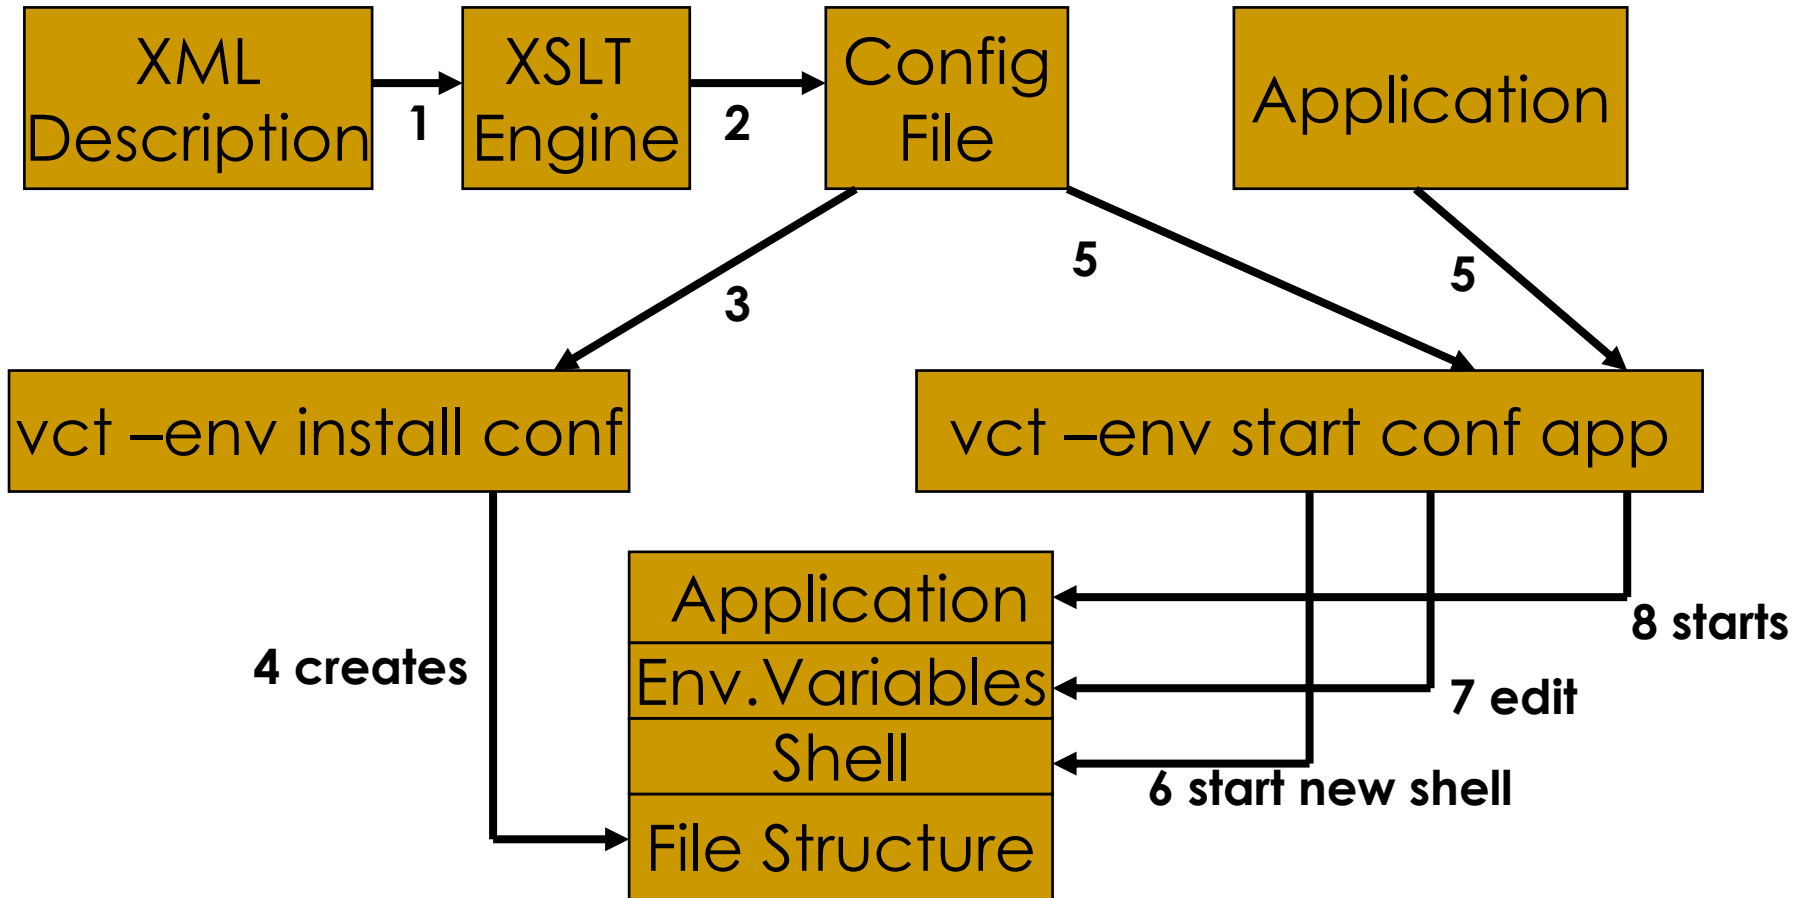 XML
Description
1
XSLT
Engine
2
Config
File
Application
3
5
5
vct –env install conf
vct –env start conf app
Application
8 starts
4 creates
Env.Variables
7 edit
Shell
6 start new shell
File Structure